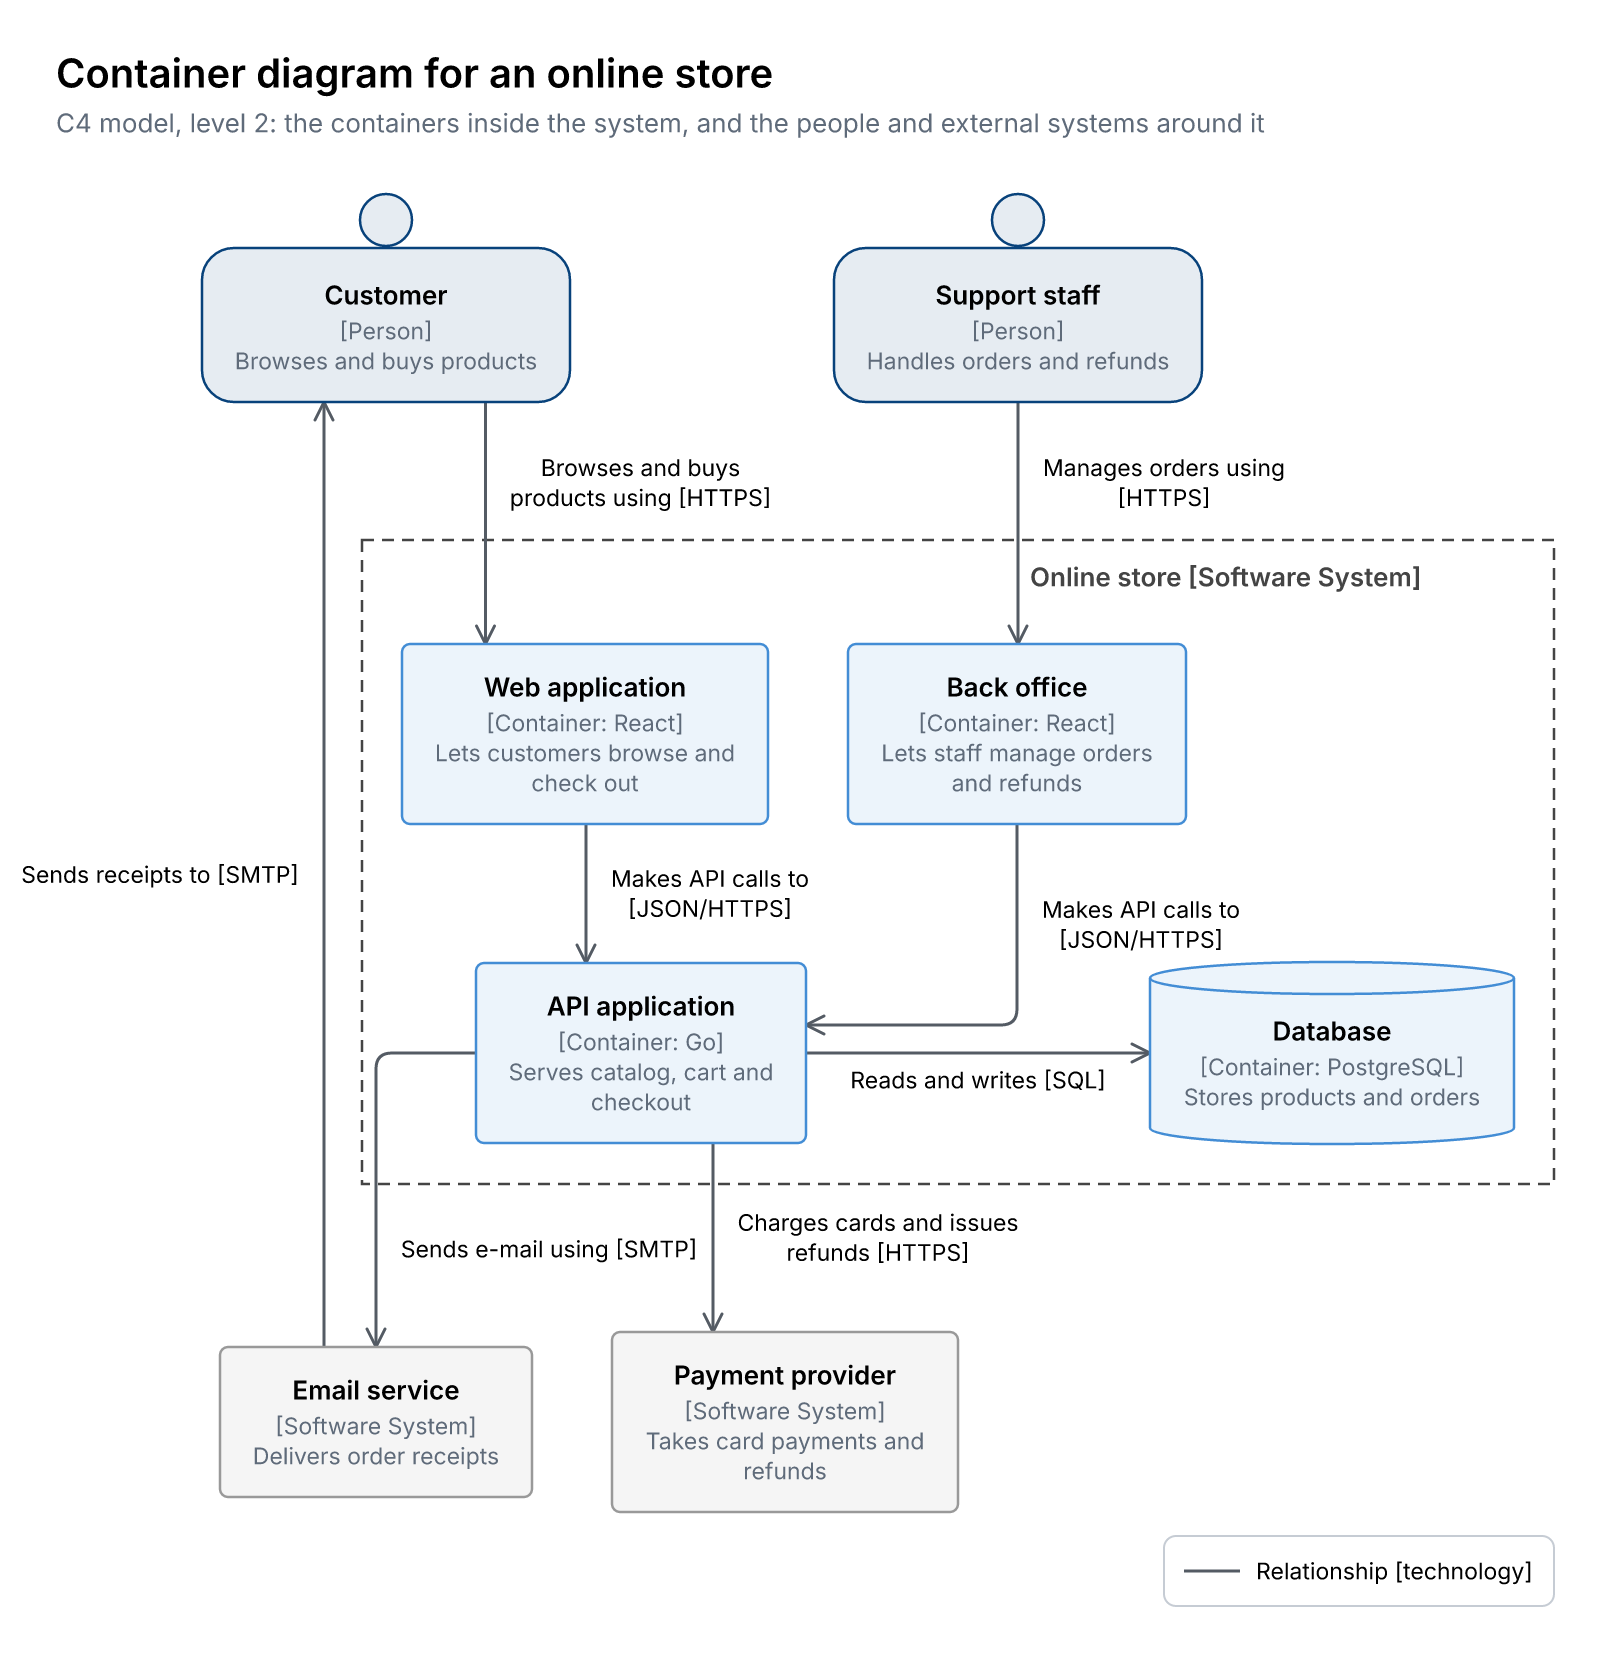 Container diagram for an online store
C4 model, level 2: the containers inside the system, and the people and external systems around it
Customer
[Person]
Browses and buys products
Support staff
[Person]
Handles orders and refunds
Browses and buys
products using [HTTPS]
Manages orders using
[HTTPS]
Online store [Software System]
Web application
[Container: React]
Lets customers browse and
check out
Back office
[Container: React]
Lets staff manage orders
and refunds
Sends receipts to [SMTP]
Makes API calls to
[JSON/HTTPS]
Makes API calls to
[JSON/HTTPS]
API application
[Container: Go]
Serves catalog, cart and
checkout
Reads and writes [SQL]
Database
[Container: PostgreSQL]
Stores products and orders
Sends e-mail using [SMTP]
Charges cards and issues
refunds [HTTPS]
Email service
[Software System]
Delivers order receipts
Payment provider
[Software System]
Takes card payments and
refunds
Relationship [technology]